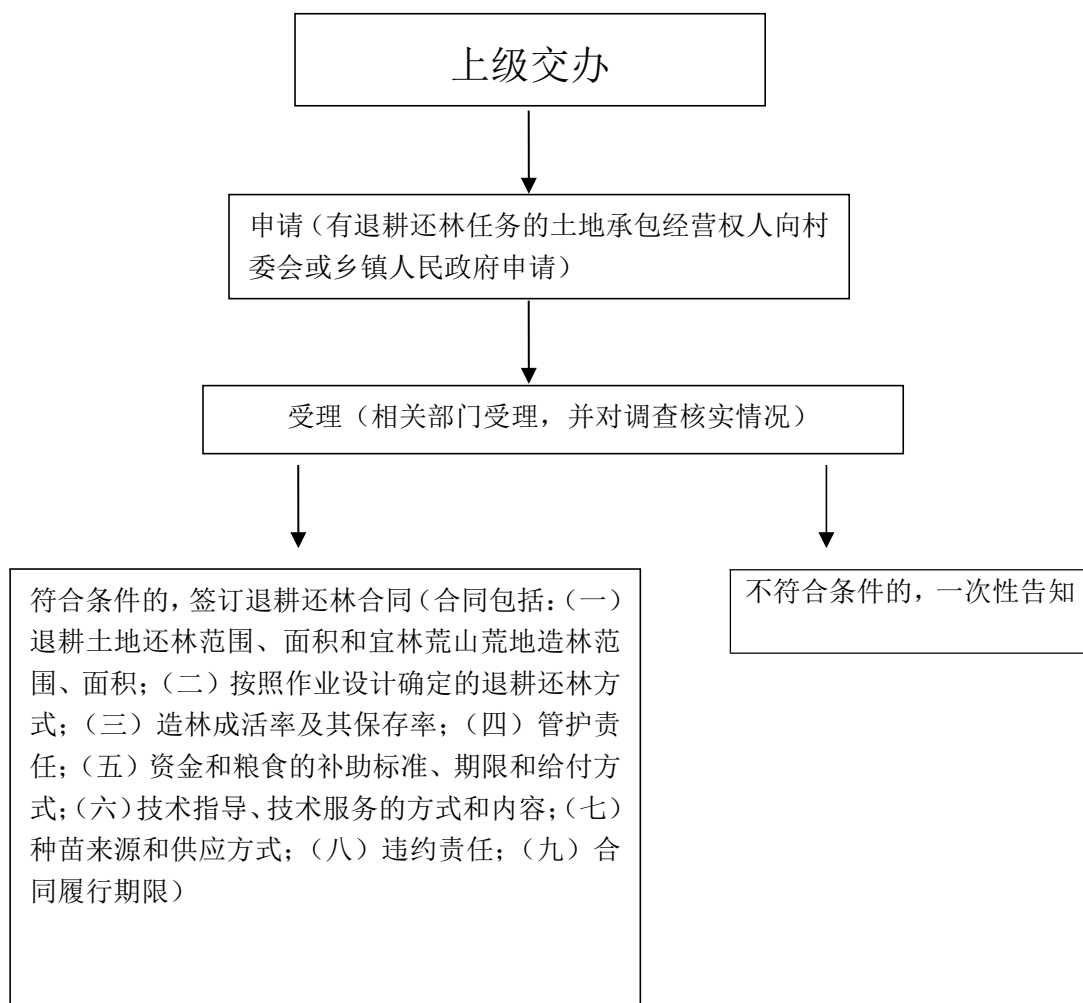 上级交办
申请（有退耕还林任务的土地承包经营权人向村
委会或乡镇人民政府申请）
受理（相关部门受理，并对调查核实情况）
符合条件的，签订退耕还林合同（合同包括：（一）
退耕土地还林范围、面积和宜林荒山荒地造林范
围、面积；（二）按照作业设计确定的退耕还林方
式；（三）造林成活率及其保存率；（四）管护责
任；（五）资金和粮食的补助标准、期限和给付方
式；（六）技术指导、技术服务的方式和内容；（七）
种苗来源和供应方式；（八）违约责任；（九）合
同履行期限）
不符合条件的，一次性告知